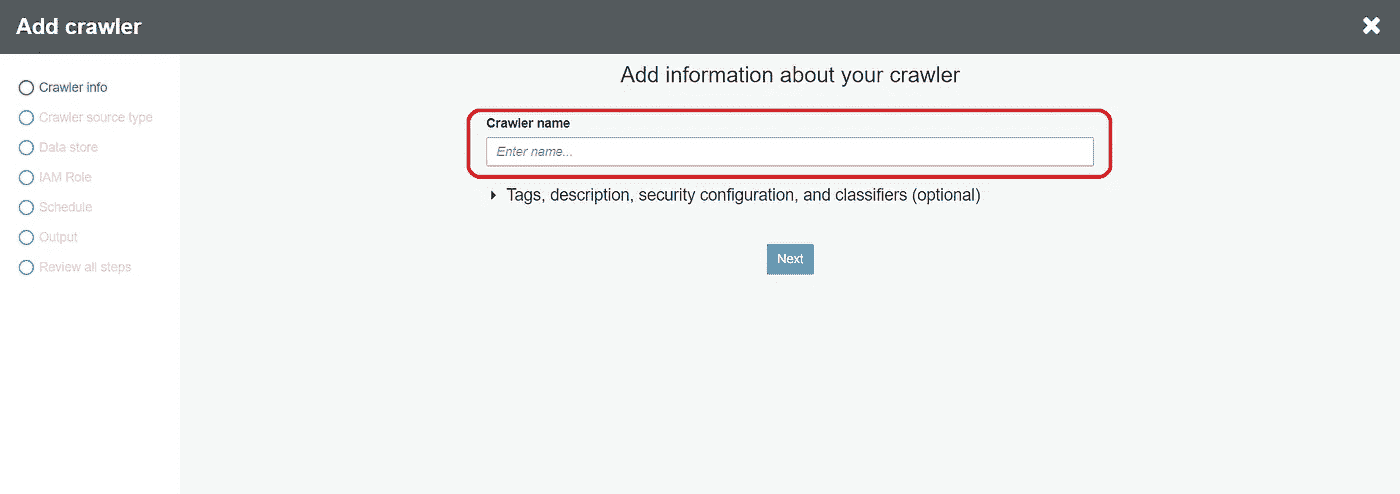 Add crawler
Crawler info
Crawler source type
Data store
IAM Role
Schedule
Output
Review all steps
Add information about your crawler
Crawler name
Enter name...
Tags, description, security configuration, and classifiers (optional)
Next